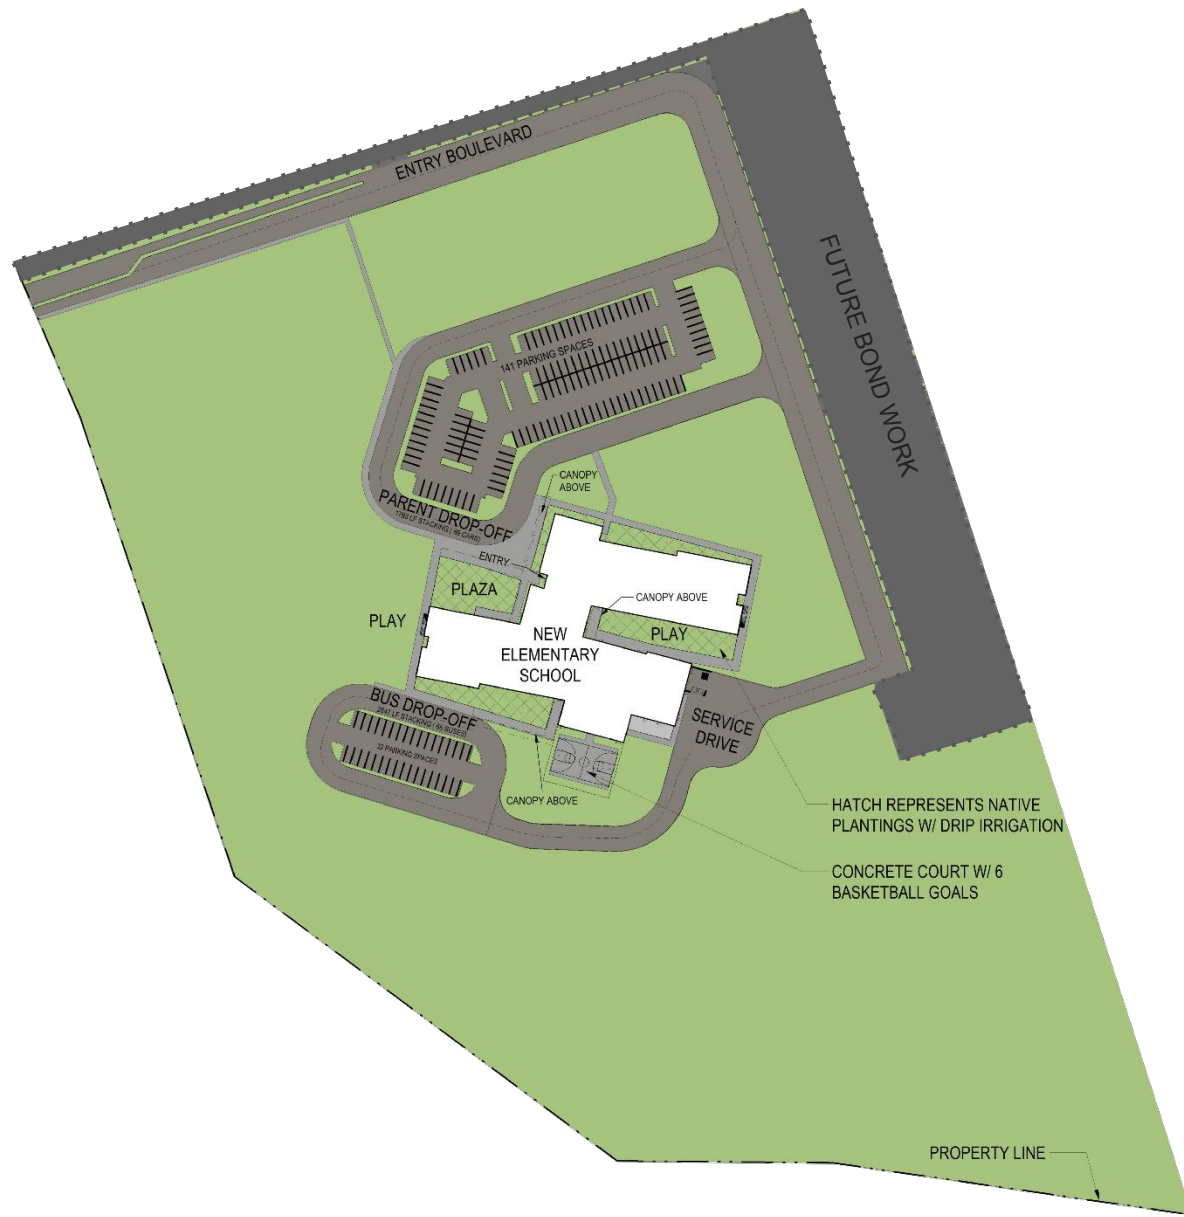 ENTRY BOULEVARD
FUTURE BOND WORK
141 PARKING SPACES
CANOPY
ABOVE
PARENT DROP-OFF
ENTRY
PLAZA
CANOPY ABOVE
PLAY
PLAY
NEW
ELEMENTARY
SCHOOL
BUS DROP-OFF
32 PARKING SPACES
SERVICE
DRIVE
CANOPY ABOVE
HATCH REPRESENTS NATIVE
PLANTINGS W/ DRIP IRRIGATION
CONCRETE COURT W/ 6
BASKETBALL GOALS
PROPERTY LINE